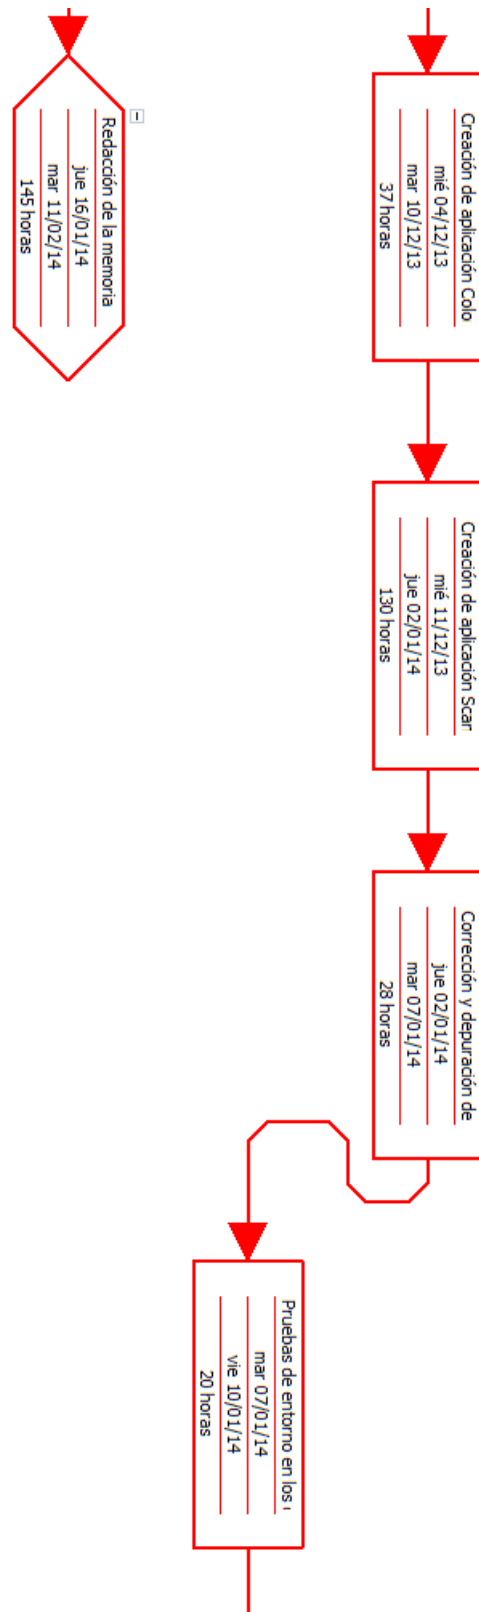 Creación de aplicación Colo
mié 04/12/13
mar 10/12/13
37 horas
Creación de aplicación Scan
mié 11/12/13
jue 02/01/14
130 horas
Corrección y depuración de
jue 02/01/14
mar 07/01/14
28 horas
Pruebas de entorno en los
mar 07/01/14
vie 10/01/14
20 horas
Redacción de la memoria
jue 16/01/14
mar 11/02/14
145 horas